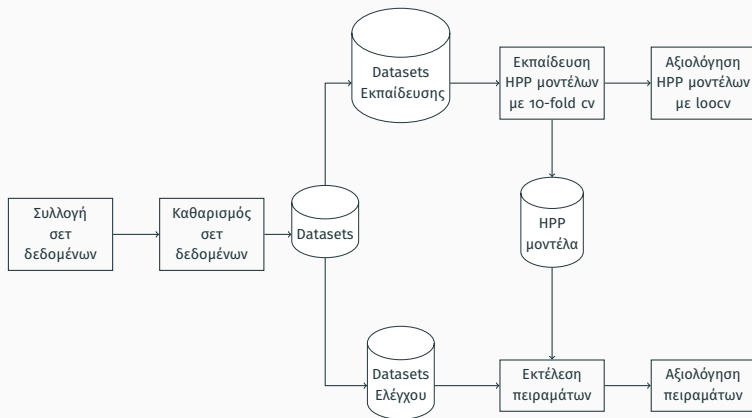 Datasets
Εκπαίδευσης
Εκπαίδευση
HPP μοντέλων
με 10-fold cv
Αξιολόγηση
HPP μοντέλων
με loocv
Συλλογή
σετ
δεδομένων
Καθαρισμός
σετ
δεδομένων
Datasets
HPP
μοντέλα
Datasets
Ελέγχου
Εκτέλεση
πειραμάτων
Αξιολόγηση
πειραμάτων